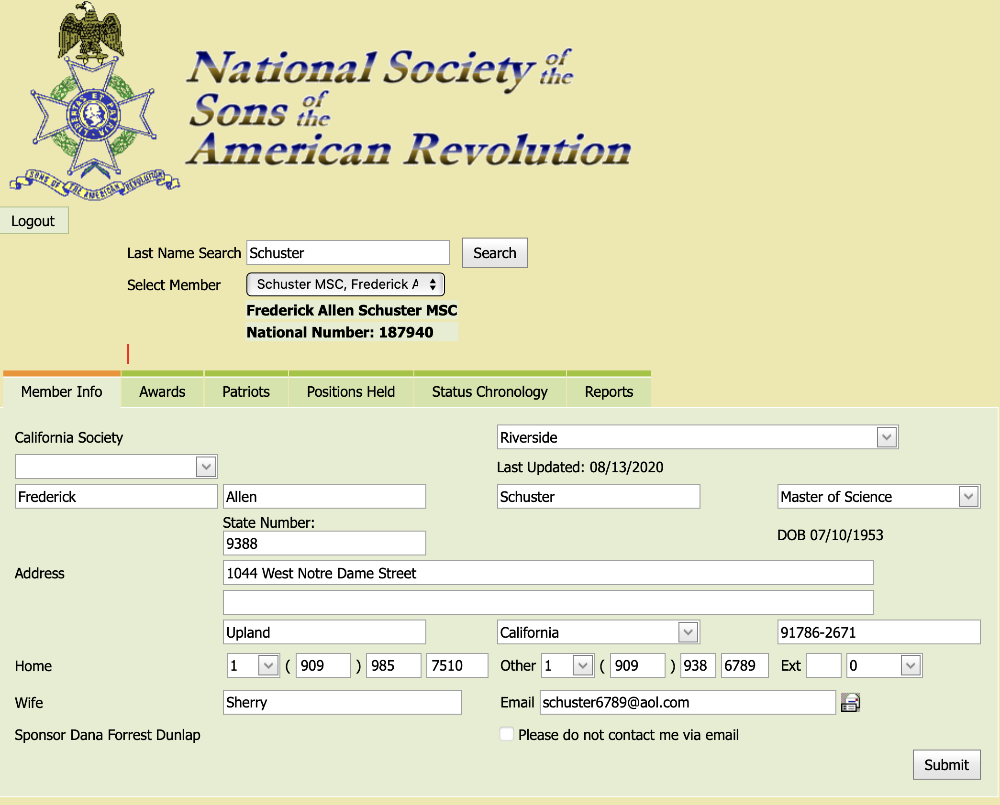 National Society of the
Sons of the
American Revolution
LIBERTAS ET PATRIA
SONS OF THE AMERICAN REVOLUTION
Logout
Last Name Search Schuster Search
Select Member Schuster MSC, Frederick A
Frederick Allen Schuster MSC
National Number: 187940
Member Info Awards Patriots Positions Held Status Chronology Reports
California Society Riverside
Last Updated: 08/13/2020
Frederick Allen Schuster Master of Science
State Number:
9388 DOB 07/10/1953
Address 1044 West Notre Dame Street
Upland California 91786-2671
Home 1 ( 909 ) 985 7510 Other 1 ( 909 ) 938 6789 Ext 0
Wife Sherry Email schuster6789@aol.com
Sponsor Dana Forrest Dunlap Please do not contact me via email
Submit